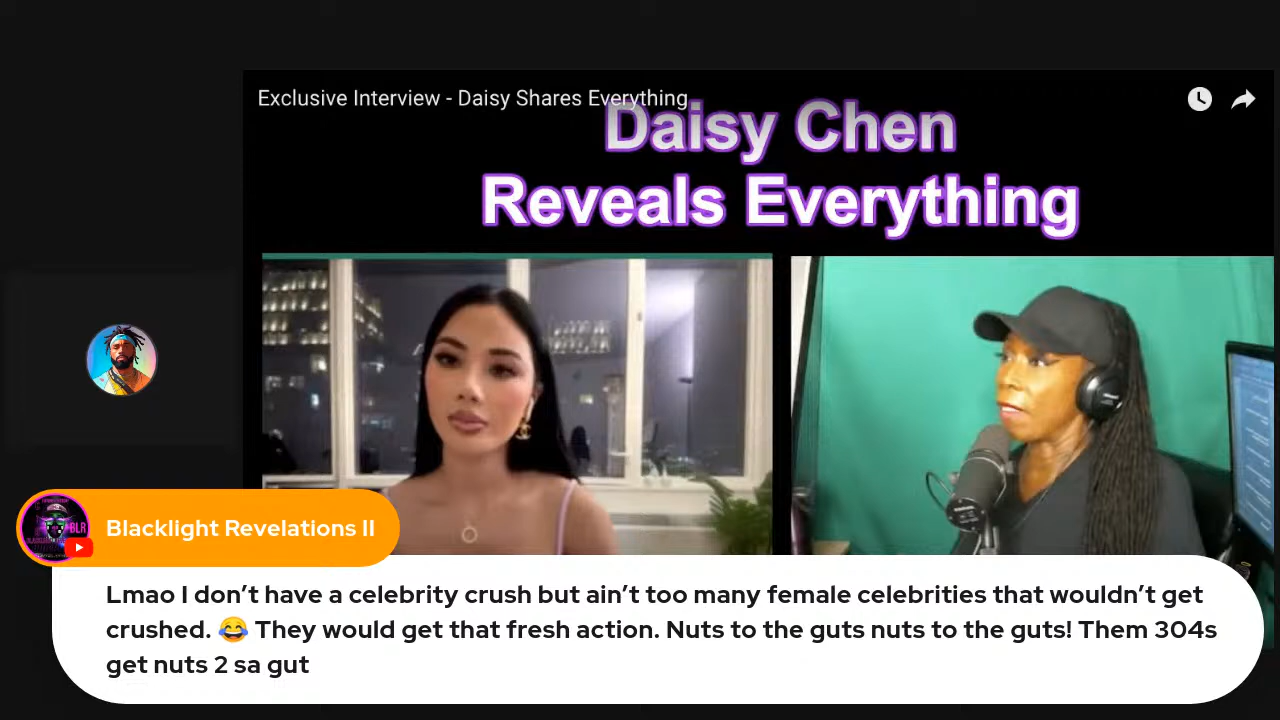 Exclusive Interview - Daisy Shares Everything
Daisy Chen
Reveals Everything
BLR
Blacklight Revelations II
Lmao I don’t have a celebrity crush but ain’t too many female celebrities that wouldn’t get
crushed. 😂 They would get that fresh action. Nuts to the guts nuts to the guts! Them 304s
get nuts 2 sa gut